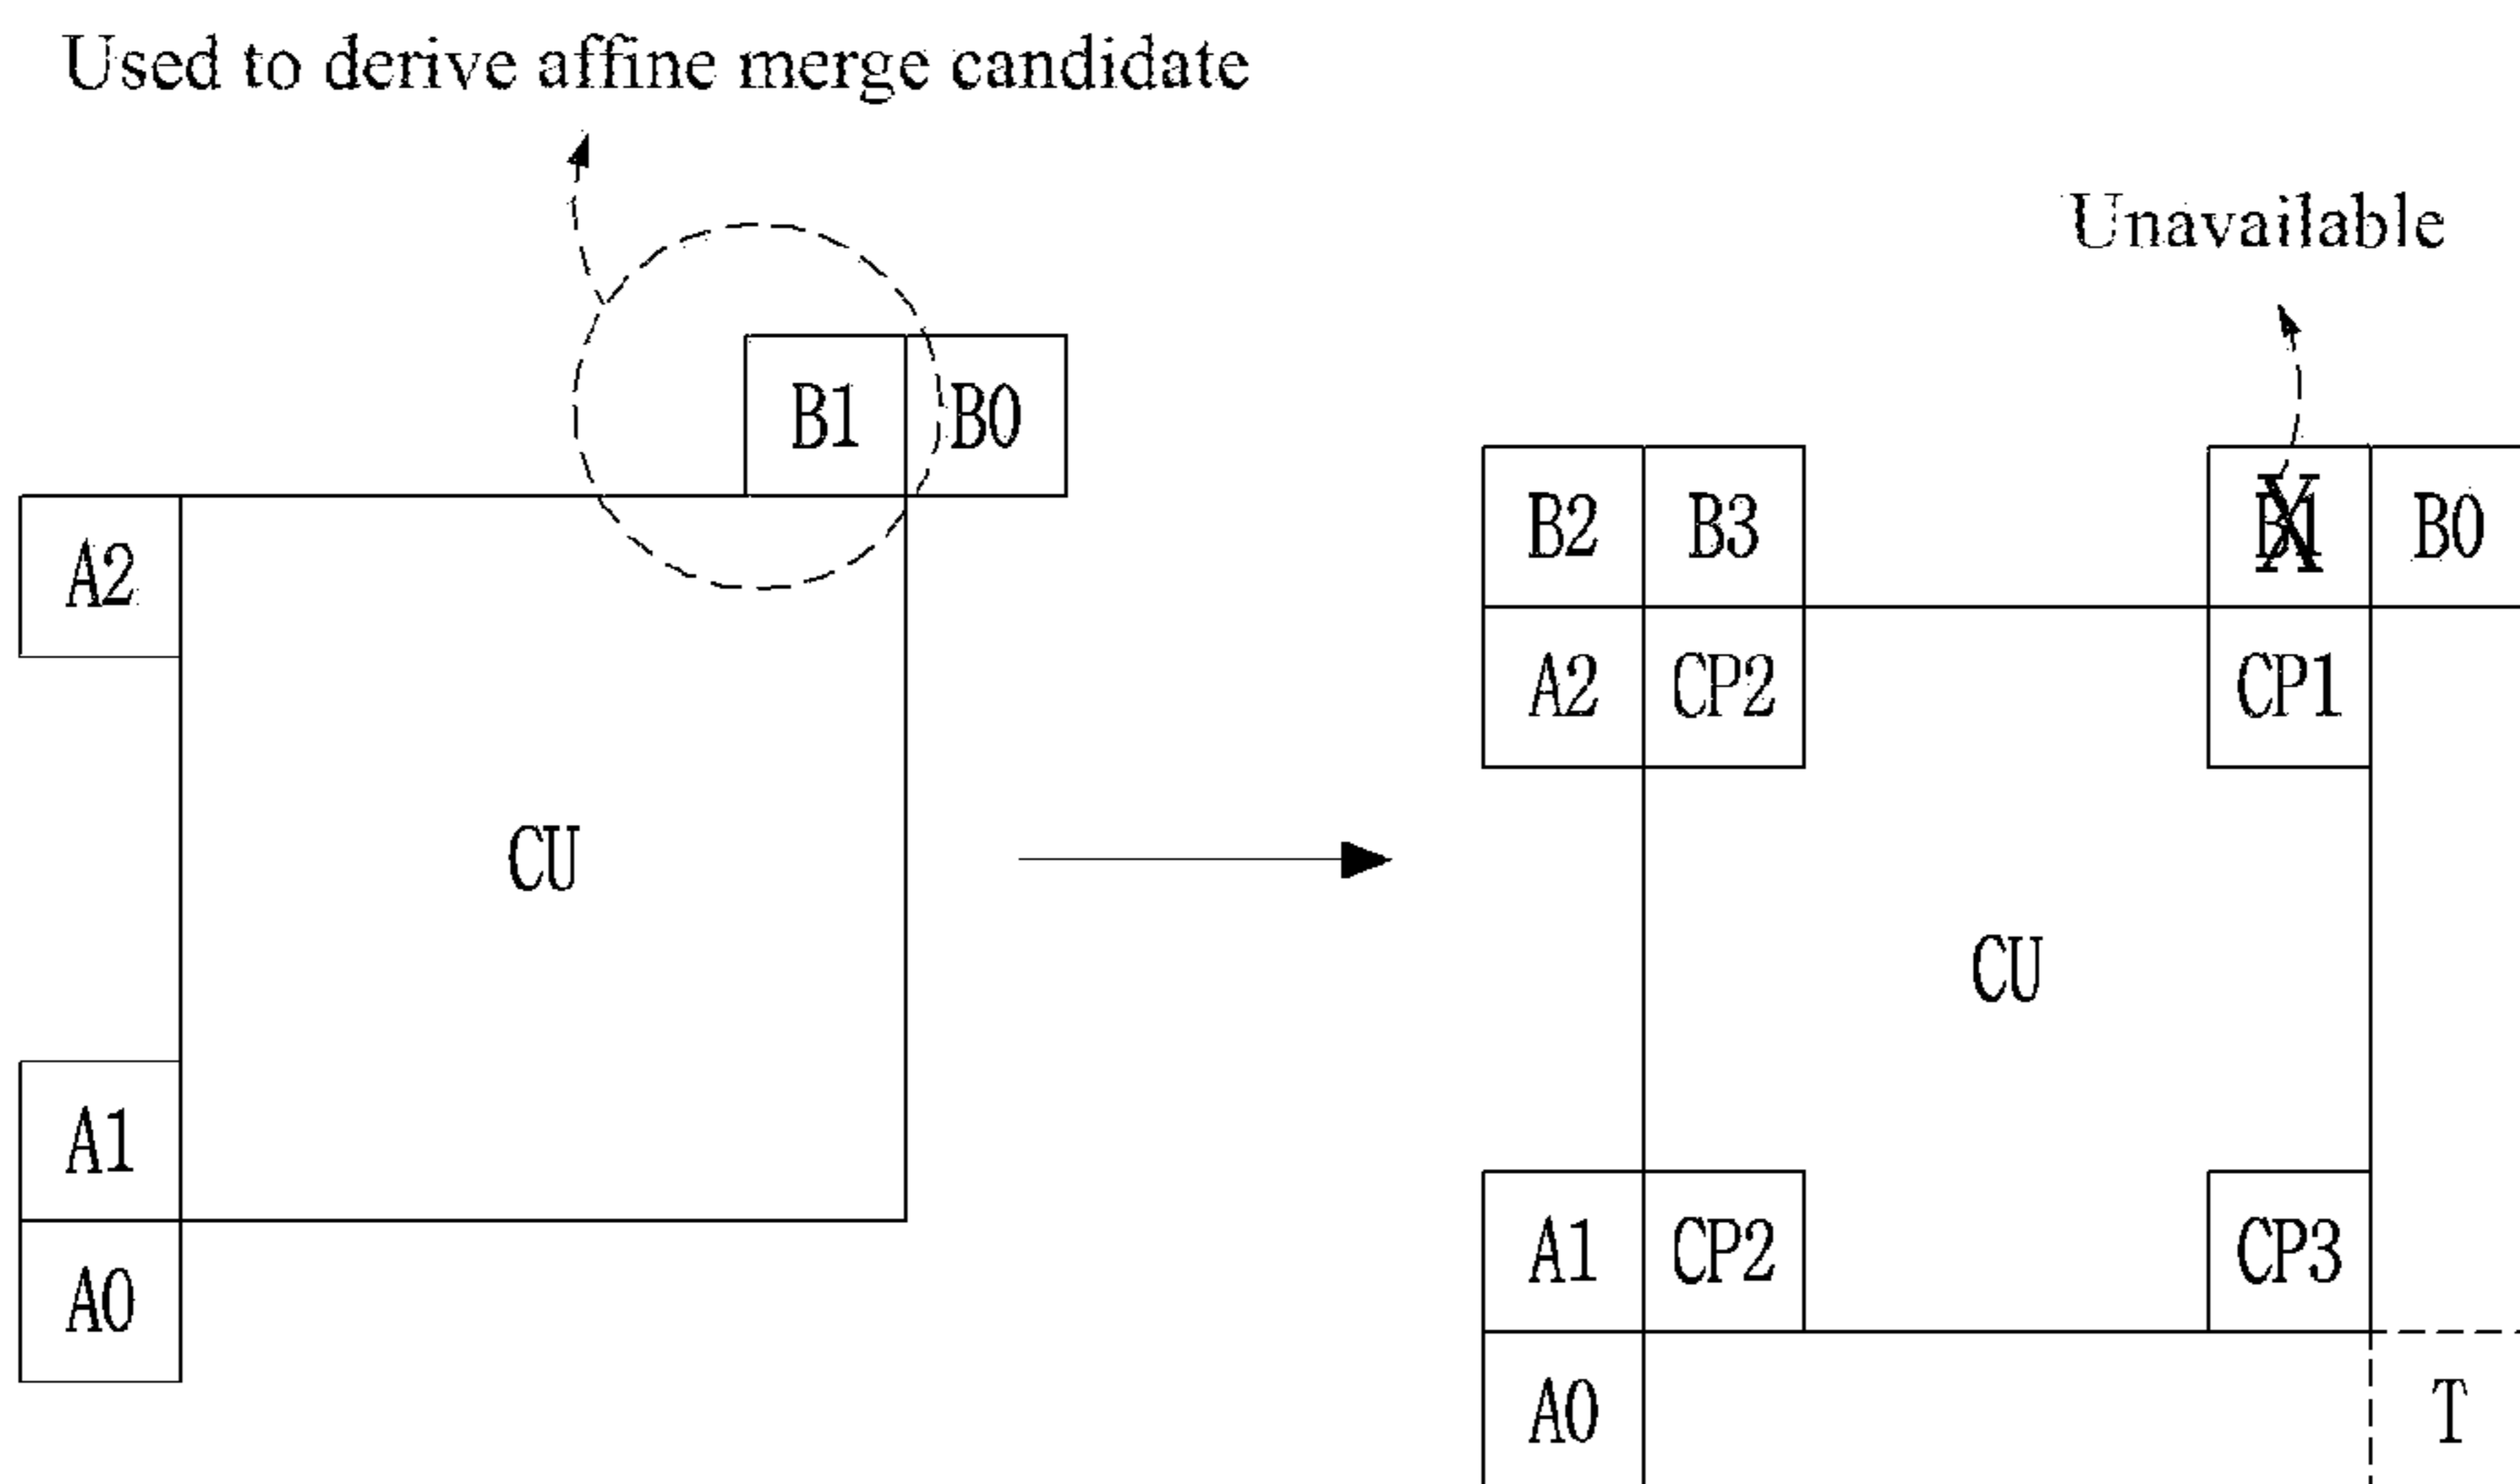 Used to derive affine merge candidate
Unavailable
B1 B0
B2 B3 B1 B0
A2
A2 CP2 CP1
CU
CU
A1
A1 CP2 CP3
A0
A0 T